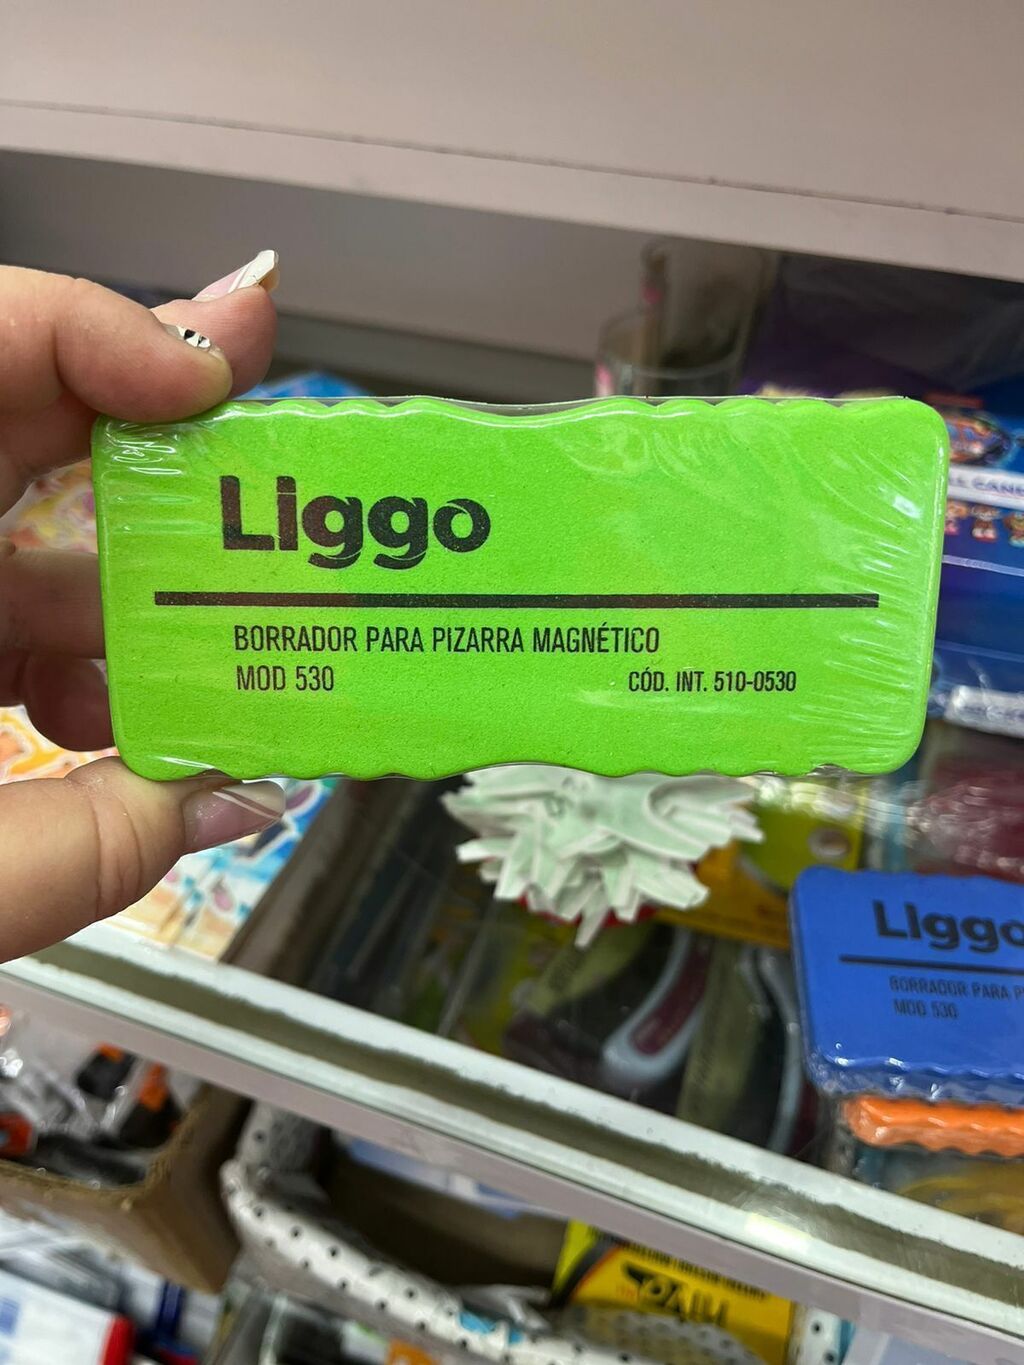 Liggo
BORRADOR PARA PIZARRA MAGNÉTICO
MOD 530
CÓD. INT. 510-0530
Liggo
BORRADOR PARA
MOD 530